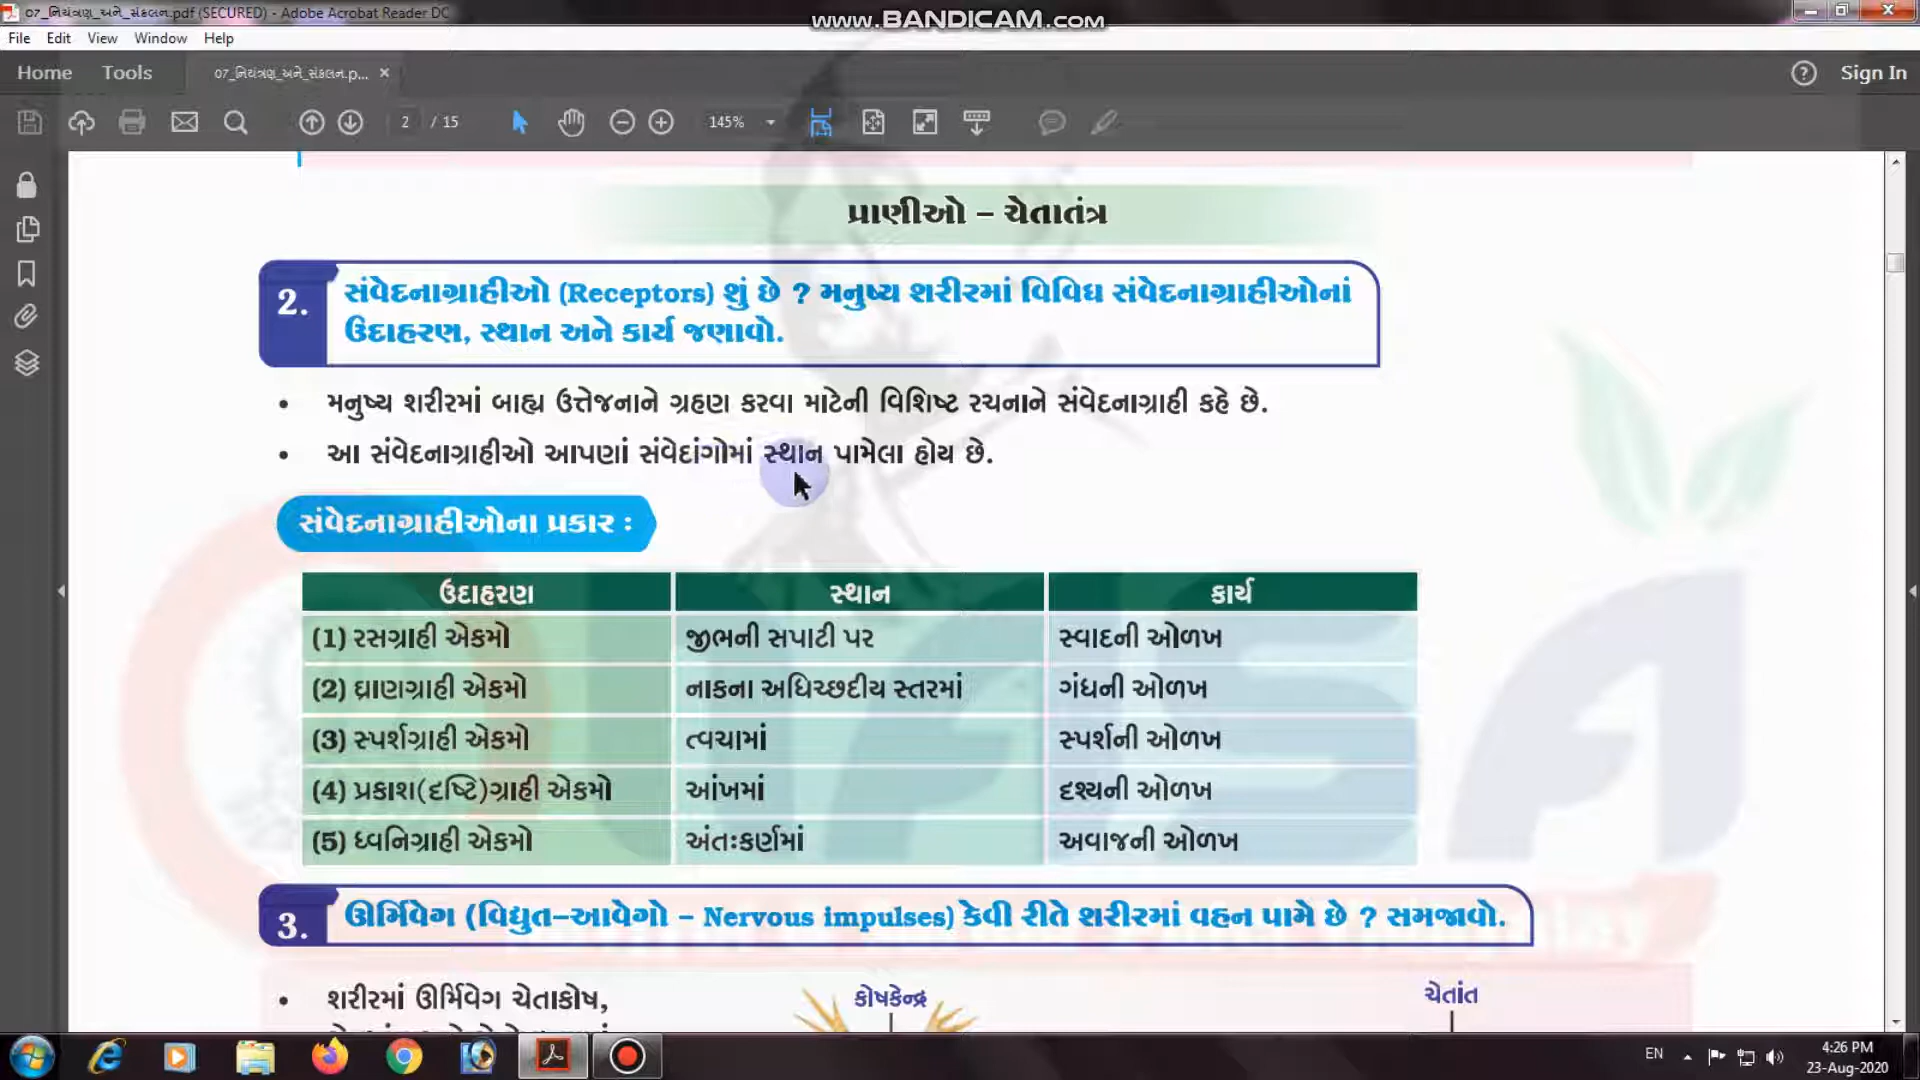 07_નિયંત્રણ_અને_સંકલન.pdf (SECURED) - Adobe Acrobat Reader DC
www.BANDICAM.com
File Edit View Window Help
Home Tools 07_નિયંત્રણ_અને_સંકલન.p... × ? Sign In
2 / 15 145%
પ્રાણીઓ – ચેતાતંત્ર
2. સંવેદનાગ્રાહીઓ (Receptors) શું છે ? મનુષ્ય શરીરમાં વિવિધ સંવેદનાગ્રાહીઓનાં
ઉદાહરણ, સ્થાન અને કાર્ય જણાવો.
• મનુષ્ય શરીરમાં બાહ્ય ઉત્તેજનાને ગ્રહણ કરવા માટેની વિશિષ્ટ રચનાને સંવેદનાગ્રાહી કહે છે.
• આ સંવેદનાગ્રાહીઓ આપણાં સંવેદાંગોમાં સ્થાન પામેલા હોય છે.
સંવેદનાગ્રાહીઓના પ્રકાર :
ઉદાહરણ સ્થાન કાર્ય
(1) રસગ્રાહી એકમો જીભની સપાટી પર સ્વાદની ઓળખ
(2) ઘ્રાણગ્રાહી એકમો નાકના અધિચ્છદીય સ્તરમાં ગંધની ઓળખ
(3) સ્પર્શગ્રાહી એકમો ત્વચામાં સ્પર્શની ઓળખ
(4) પ્રકાશ(દૃષ્ટિ)ગ્રાહી એકમો આંખમાં દૃશ્યની ઓળખ
(5) ધ્વનિગ્રાહી એકમો અંતઃકર્ણમાં અવાજની ઓળખ
3. ઊર્મિવેગ (વિદ્યુત–આવેગો – Nervous impulses) કેવી રીતે શરીરમાં વહન પામે છે ? સમજાવો.
• શરીરમાં ઊર્મિવેગ ચેતાકોષ,
કોષકેન્દ્ર ચેતાંત
EN 4:26 PM
23-Aug-2020